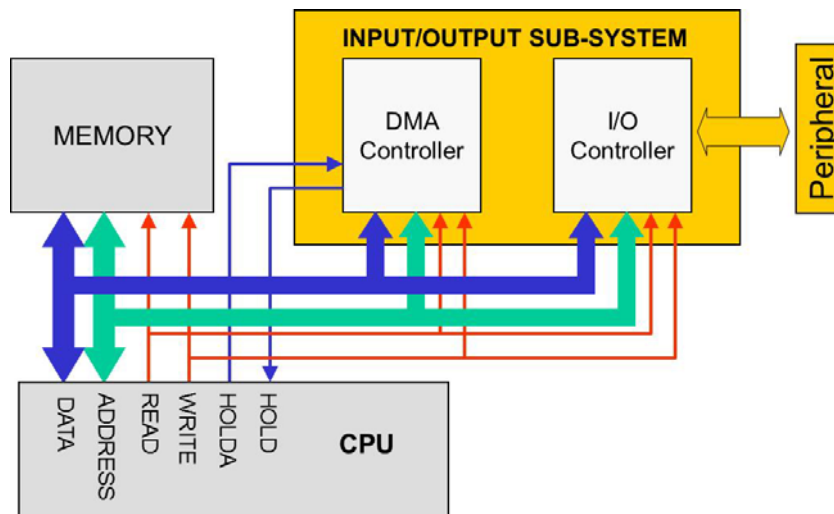 INPUT/OUTPUT SUB-SYSTEM
MEMORY
DMA
Controller
I/O
Controller
Peripheral
DATA
ADDRESS
READ
WRITE
HOLDA
HOLD
CPU